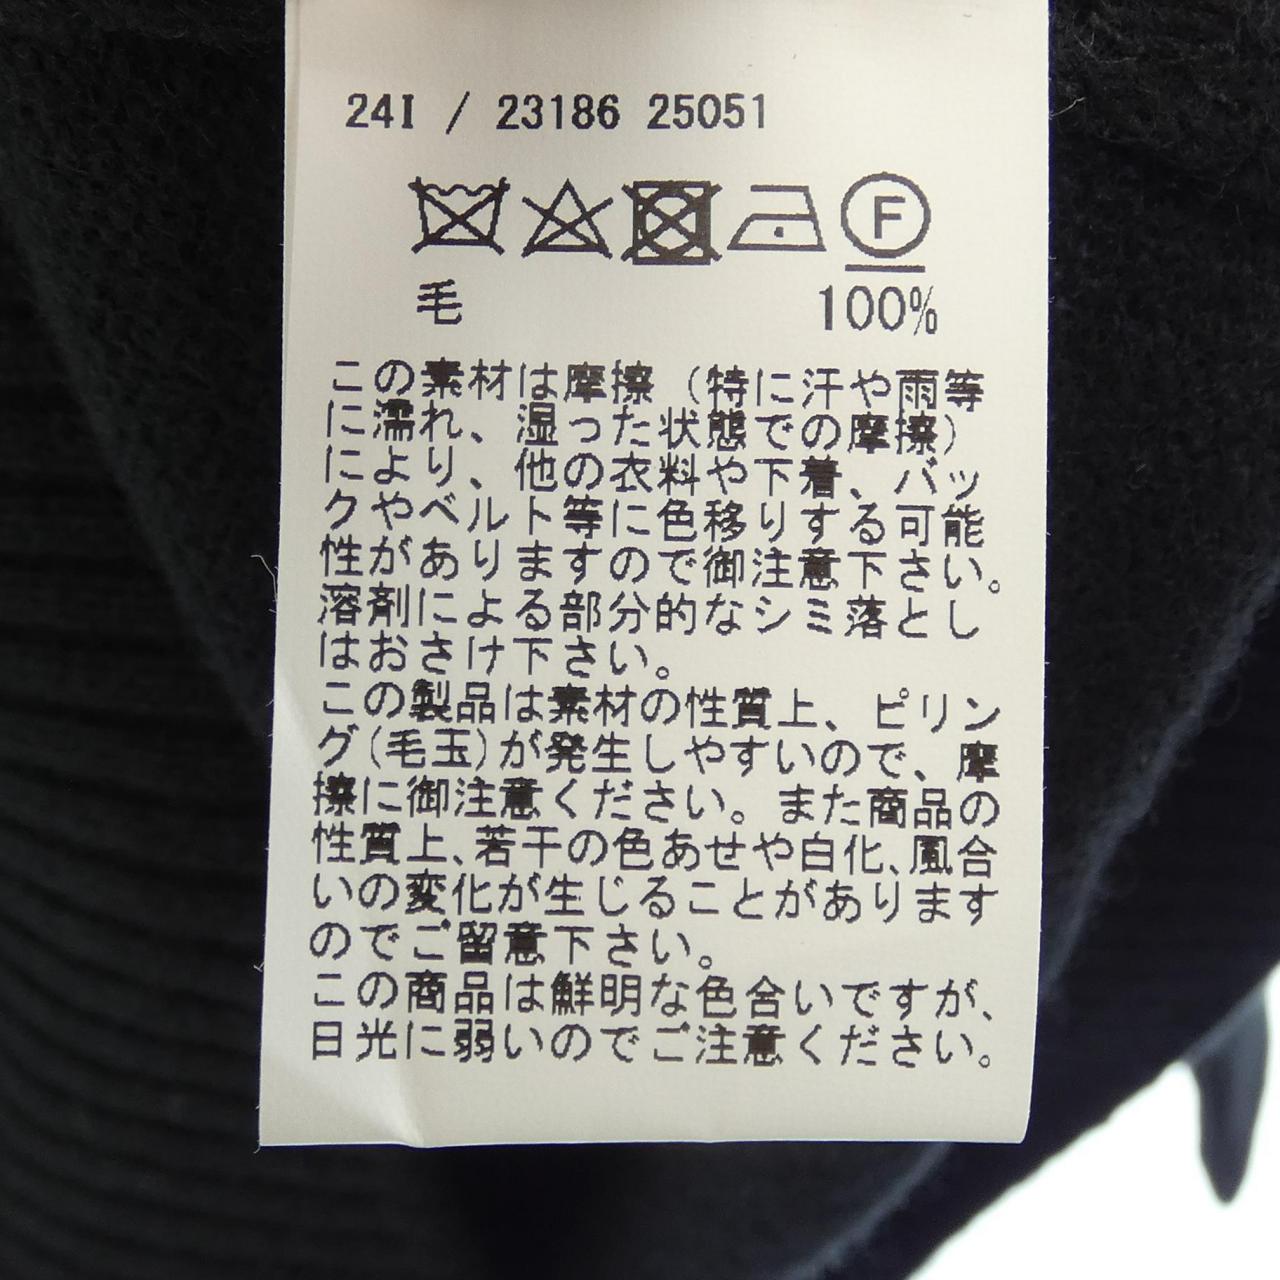 24I / 23186 25051
F
毛 100%
この素材は摩擦（特に汗や雨等
に濡れ、湿った状態での摩擦）
により、他の衣料や下着、バッ
クやベルト等に色移りする可能
性がありますので御注意下さい。
溶剤による部分的なシミ落とし
はおさけ下さい。
この製品は素材の性質上、ピリン
グ(毛玉)が発生しやすいので、摩
擦に御注意ください。また商品の
性質上、若干の色あせや白化、風合
いの変化が生じることがあります
のでご留意下さい。
この商品は鮮明な色合いですが、
日光に弱いのでご注意ください。